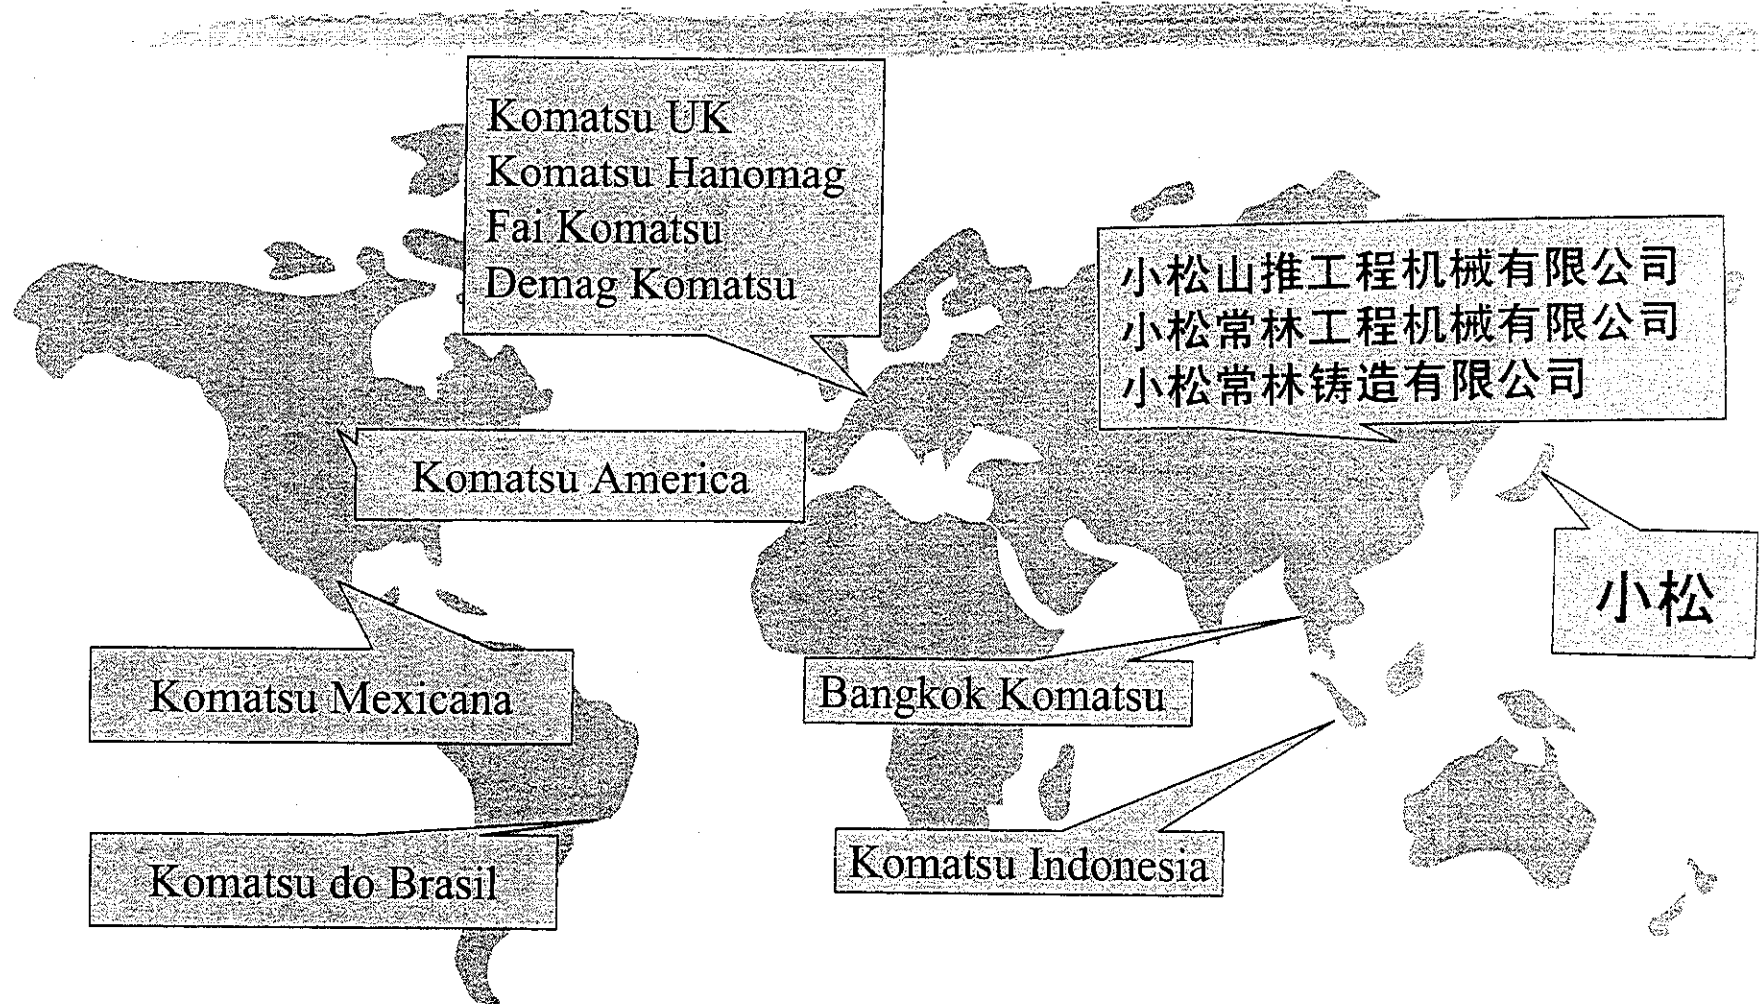 Komatsu UK
Komatsu Hanomag
Fai Komatsu
Demag Komatsu
小松山推工程机械有限公司
小松常林工程机械有限公司
小松常林铸造有限公司
Komatsu America
小松
Komatsu Mexicana
Bangkok Komatsu
Komatsu do Brasil
Komatsu Indonesia